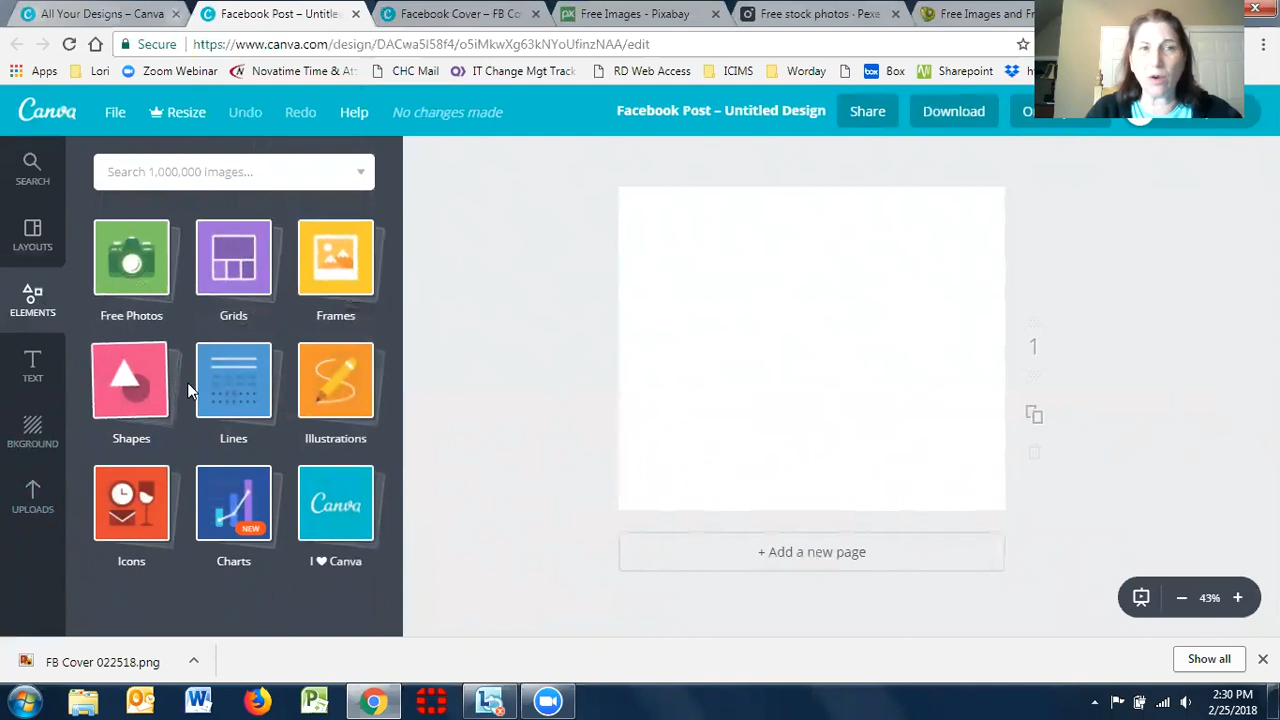 All Your Designs – Canva
Facebook Post – Untitle
Facebook Cover – FB Co
Free Images - Pixabay
Free stock photos · Pexe
Free Images and Fr
Secure
https://www.canva.com/design/DACwa5I58f4/o5iMkwXg63kNYoUfinzNAA/edit
Apps
Lori
Zoom Webinar
Novatime Time & Att
CHC Mail
IT Change Mgt Track
RD Web Access
ICIMS
Worday
Box
Sharepoint
ht
Canva
File
Resize
Undo
Redo
Help
No changes made
Facebook Post – Untitled Design
Share
Download
SEARCH
LAYOUTS
ELEMENTS
TEXT
BKGROUND
UPLOADS
Search 1,000,000 images...
Free Photos
Grids
Frames
Shapes
Lines
Illustrations
Canva
NEW
Icons
Charts
I ♥ Canva
1
+ Add a new page
43%
FB Cover 022518.png
Show all
2:30 PM
2/25/2018